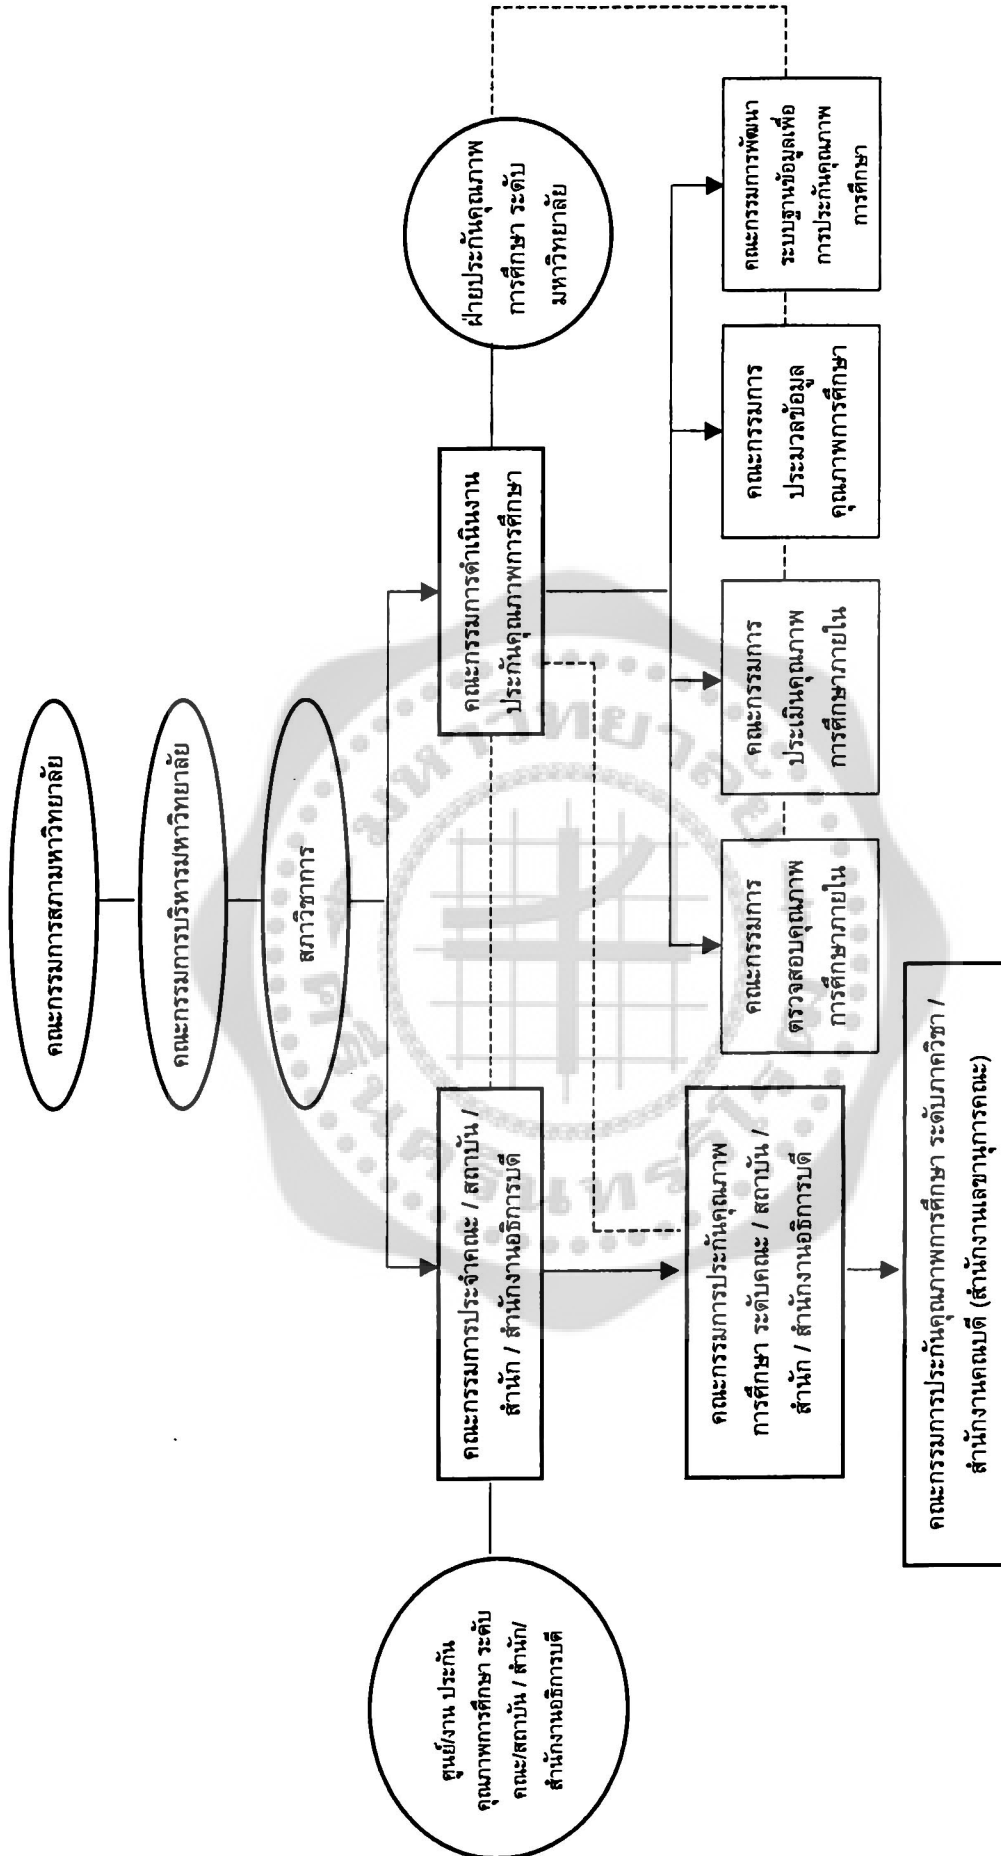 คณะกรรมการสภามหาวิทยาลัย
คณะกรรมการบริหารมหาวิทยาลัย
สภาวิชาการ
ศูนย์/งาน ประกัน
คุณภาพการศึกษา ระดับ
คณะ/สถาบัน / สำนัก/
สำนักงานอธิการบดี
คณะกรรมการประจำคณะ / สถาบัน /
สำนัก / สำนักงานอธิการบดี
คณะกรรมการดำเนินงาน
ประกันคุณภาพการศึกษา
ฝ่ายประกันคุณภาพ
การศึกษา ระดับ
มหาวิทยาลัย
คณะกรรมการประกันคุณภาพ
การศึกษา ระดับคณะ / สถาบัน /
สำนัก / สำนักงานอธิการบดี
คณะกรรมการ
ตรวจสอบคุณภาพ
การศึกษาภายใน
คณะกรรมการ
ประเมินคุณภาพ
การศึกษาภายใน
คณะกรรมการ
ประมวลข้อมูล
คุณภาพการศึกษา
คณะกรรมการพัฒนา
ระบบฐานข้อมูลเพื่อ
การประกันคุณภาพ
การศึกษา
คณะกรรมการประกันคุณภาพการศึกษา ระดับภาควิชา /
สำนักงานคณบดี (สำนักงานเลขานุการคณะ)
มหาวิทยาลัย
ศรีนครินทรวิโรฒ